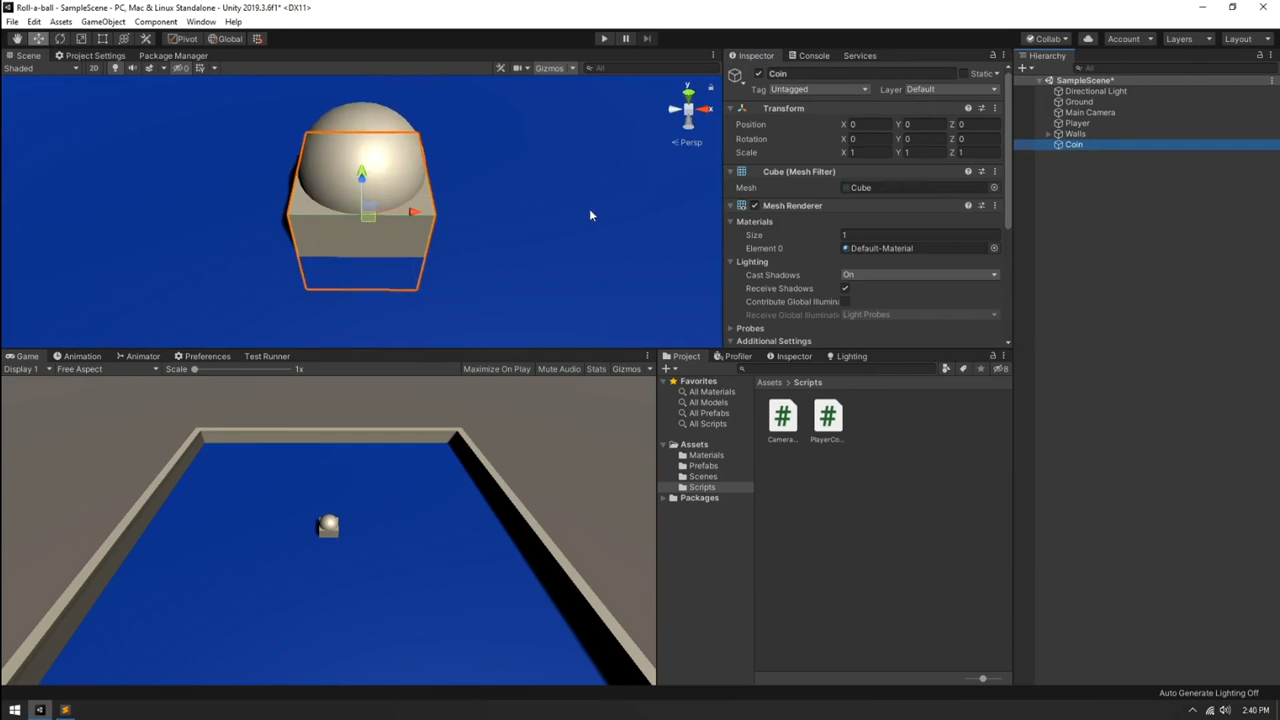 Roll-a-ball - SampleScene - PC, Mac & Linux Standalone - Unity 2019.3.6f1* <DX11>
File Edit Assets GameObject Component Window Help
Pivot Global Collab Account Layers Layout
Scene Project Settings Package Manager
Shaded 2D 0 Gizmos All
y
x
Persp
Inspector Console Services
Coin Static
Tag Untagged Layer Default
Transform
Position X 0 Y 0 Z 0
Rotation X 0 Y 0 Z 0
Scale X 1 Y 1 Z 1
Cube (Mesh Filter)
Mesh Cube
Mesh Renderer
Materials
Size 1
Element 0 Default-Material
Lighting
Cast Shadows On
Receive Shadows
Contribute Global Illumina
Receive Global Illuminati Light Probes
Probes
Additional Settings
Hierarchy
All
SampleScene*
Directional Light
Ground
Main Camera
Player
Walls
Coin
Game Animation Animator Preferences Test Runner
Display 1 Free Aspect Scale 1x Maximize On Play Mute Audio Stats Gizmos
Project Profiler Inspector Lighting
8
Favorites
All Materials
All Models
All Prefabs
All Scripts
Assets
Materials
Prefabs
Scenes
Scripts
Packages
Assets > Scripts
# #
Camera... PlayerCo...
Auto Generate Lighting Off
2:40 PM